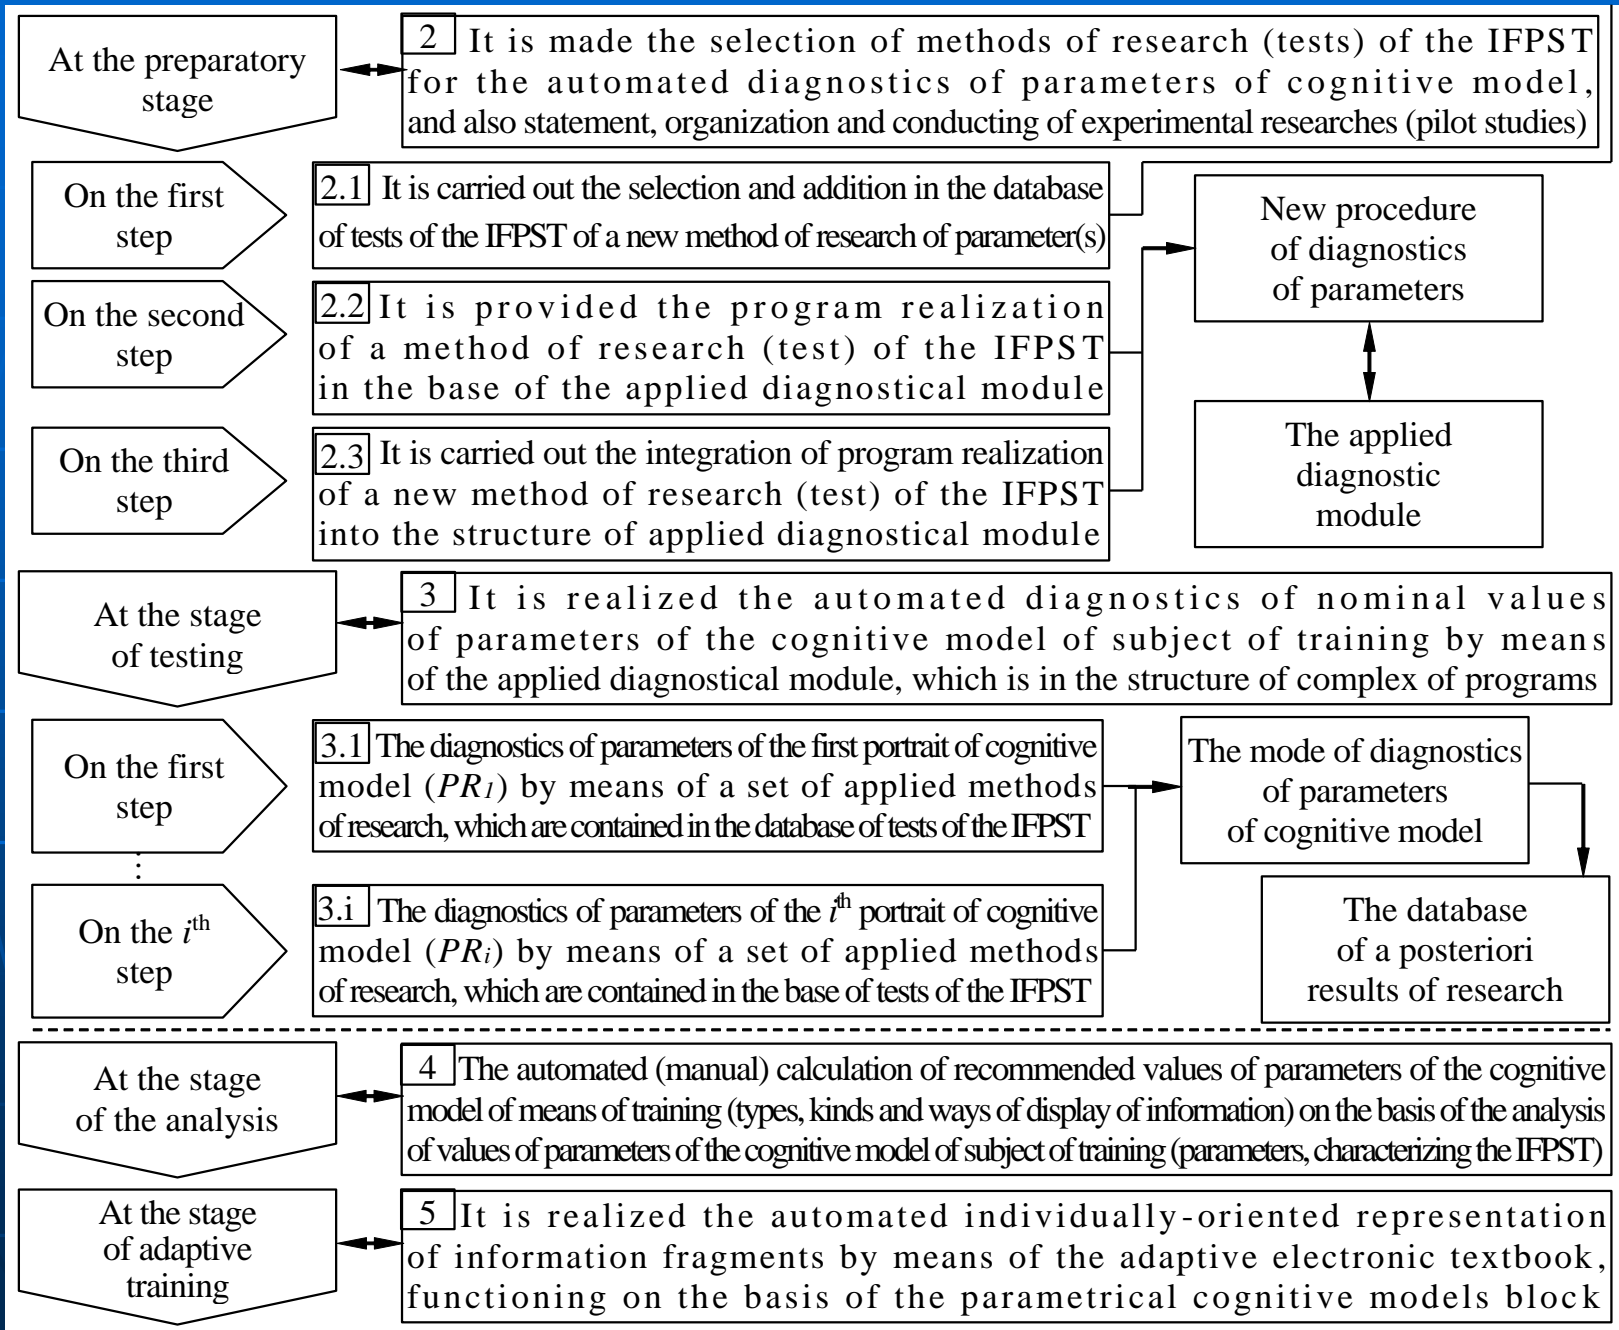 At the preparatory
stage
2 It is made the selection of methods of research (tests) of the IFPST
for the automated diagnostics of parameters of cognitive model,
and also statement, organization and conducting of experimental researches (pilot studies)
On the first
step
2.1 It is carried out the selection and addition in the database
of tests of the IFPST of a new method of research of parameter(s)
New procedure
of diagnostics
of parameters
On the second
step
2.2 It is provided the program realization
of a method of research (test) of the IFPST
in the base of the applied diagnostical module
On the third
step
2.3 It is carried out the integration of program realization
of a new method of research (test) of the IFPST
into the structure of applied diagnostical module
The applied
diagnostic
module
At the stage
of testing
3 It is realized the automated diagnostics of nominal values
of parameters of the cognitive model of subject of training by means
of the applied diagnostical module, which is in the structure of complex of programs
On the first
step
3.1 The diagnostics of parameters of the first portrait of cognitive
model (PR1) by means of a set of applied methods
of research, which are contained in the database of tests of the IFPST
The mode of diagnostics
of parameters
of cognitive model
On the ith
step
3.i The diagnostics of parameters of the ith portrait of cognitive
model (PRi) by means of a set of applied methods
of research, which are contained in the base of tests of the IFPST
The database
of a posteriori
results of research
At the stage
of the analysis
4 The automated (manual) calculation of recommended values of parameters of the cognitive
model of means of training (types, kinds and ways of display of information) on the basis of the analysis
of values of parameters of the cognitive model of subject of training (parameters, characterizing the IFPST)
At the stage
of adaptive
training
5 It is realized the automated individually-oriented representation
of information fragments by means of the adaptive electronic textbook,
functioning on the basis of the parametrical cognitive models block